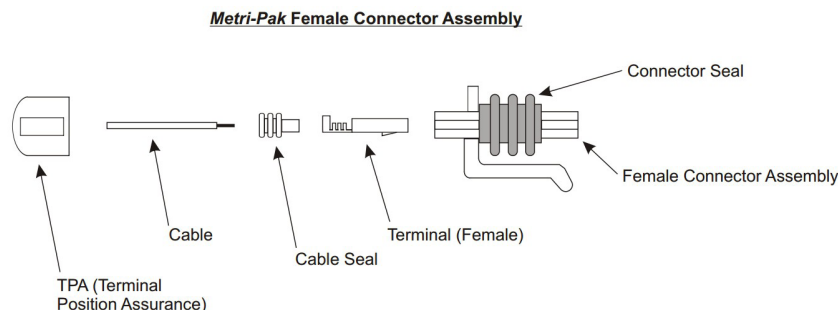 Metri-Pak Female Connector Assembly
Connector Seal
Female Connector Assembly
Cable
Terminal (Female)
Cable Seal
TPA (Terminal
Position Assurance)